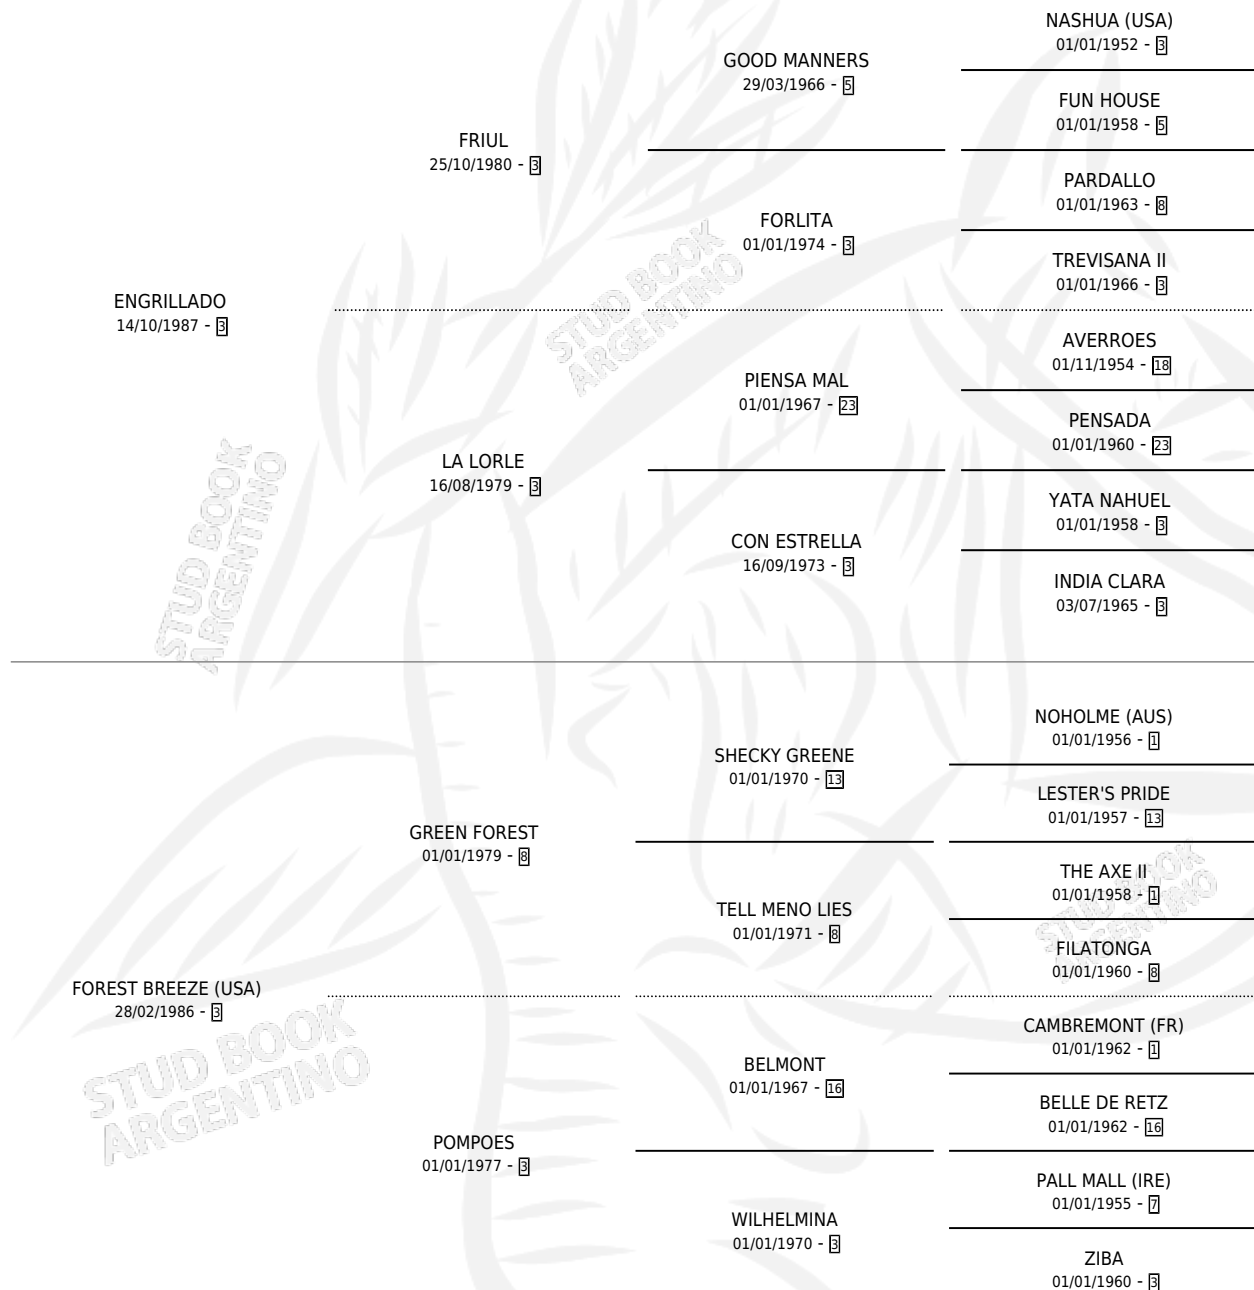 NASHUA (USA)
01/01/1952 - 3
GOOD MANNERS
29/03/1966 - 5
FUN HOUSE
01/01/1958 - 5
FRIUL
25/10/1980 - 3
PARDALLO
01/01/1963 - 8
FORLITA
01/01/1974 - 3
TREVISANA II
01/01/1966 - 3
ENGRILLADO
14/10/1987 - 3
STUD BOOK
ARGENTINO
AVERROES
01/11/1954 - 18
PIENSA MAL
01/01/1967 - 23
PENSADA
01/01/1960 - 23
LA LORLE
16/08/1979 - 3
YATA NAHUEL
01/01/1958 - 3
CON ESTRELLA
16/09/1973 - 3
INDIA CLARA
03/07/1965 - 3
STUD BOOK
ARGENTINO
NOHOLME (AUS)
01/01/1956 - 1
SHECKY GREENE
01/01/1970 - 13
LESTER'S PRIDE
01/01/1957 - 13
GREEN FOREST
01/01/1979 - 8
THE AXE II
01/01/1958 - 1
TELL MENO LIES
01/01/1971 - 8
STUD BOOK
ARGENTINO
FILATONGA
01/01/1960 - 8
FOREST BREEZE (USA)
28/02/1986 - 3
STUD BOOK
ARGENTINO
CAMBREMONT (FR)
01/01/1962 - 1
BELMONT
01/01/1967 - 16
BELLE DE RETZ
01/01/1962 - 16
POMPOES
01/01/1977 - 3
PALL MALL (IRE)
01/01/1955 - 7
WILHELMINA
01/01/1970 - 3
ZIBA
01/01/1960 - 3